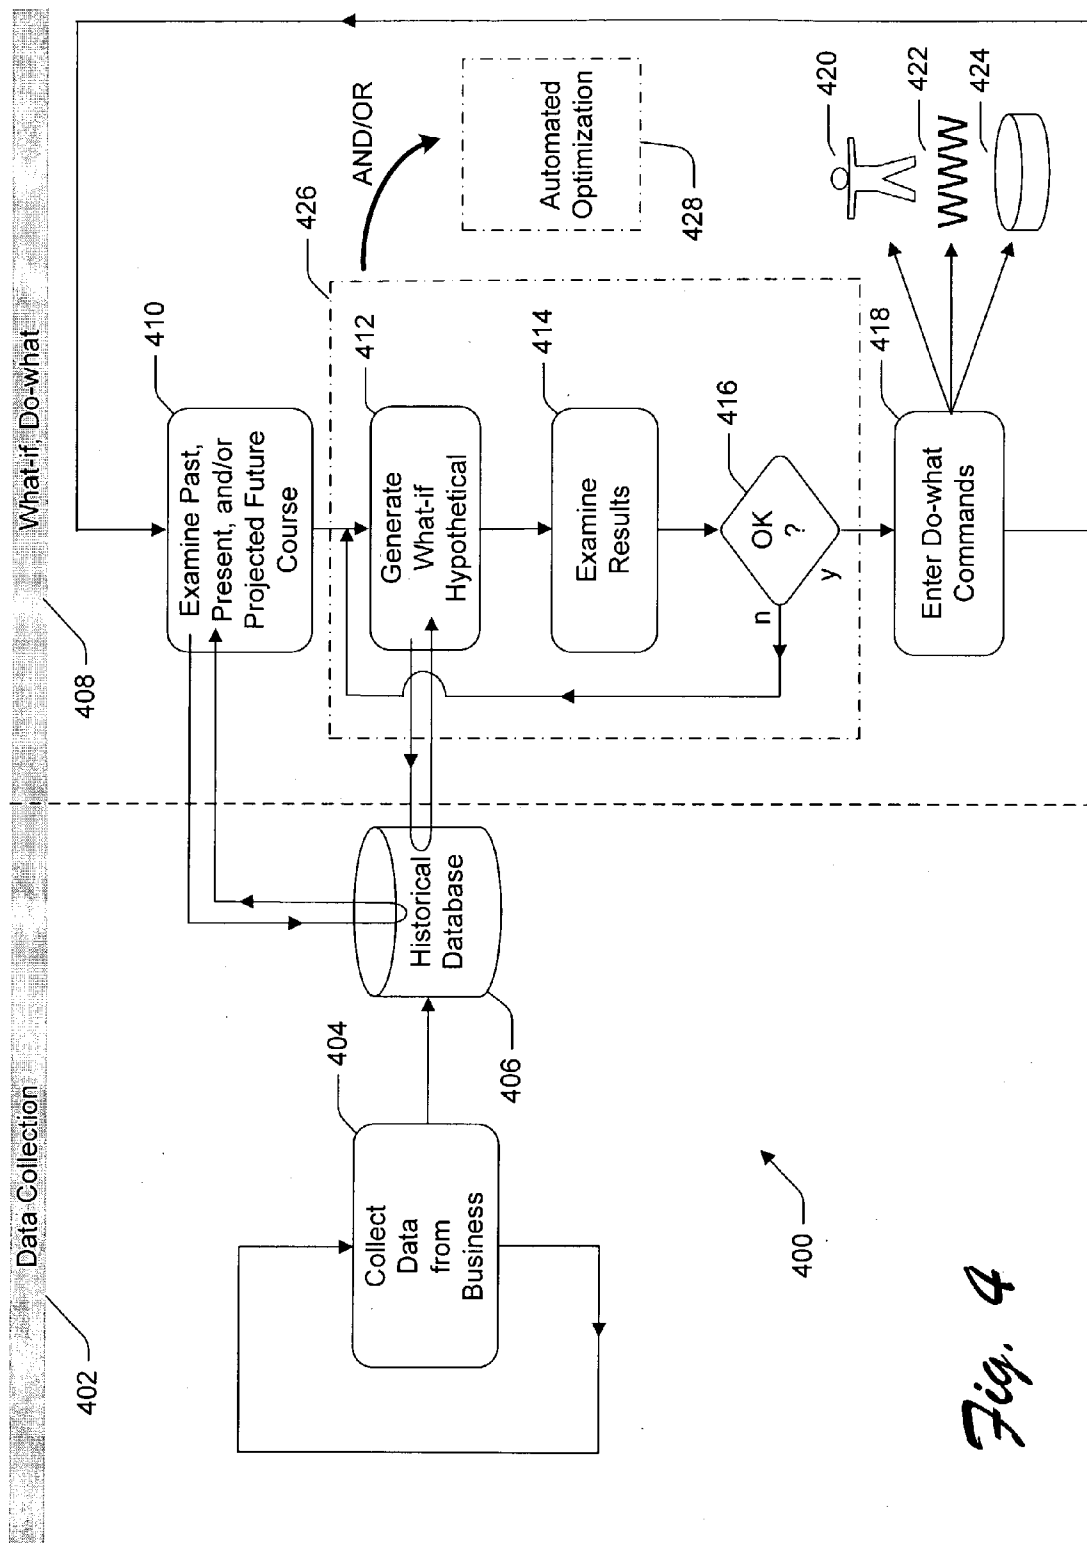 Data Collection
What-if, Do-what
402
408
404
Collect
Data
from
Business
406
Historical
Database
410
Examine Past,
Present, and/or
Projected Future
Course
426
AND/OR
412
Generate
What-if
Hypothetical
Automated
Optimization
428
414
Examine
Results
416
OK
?
n
y
418
Enter Do-what
Commands
420
422
WWW
424
400
Fig. 4